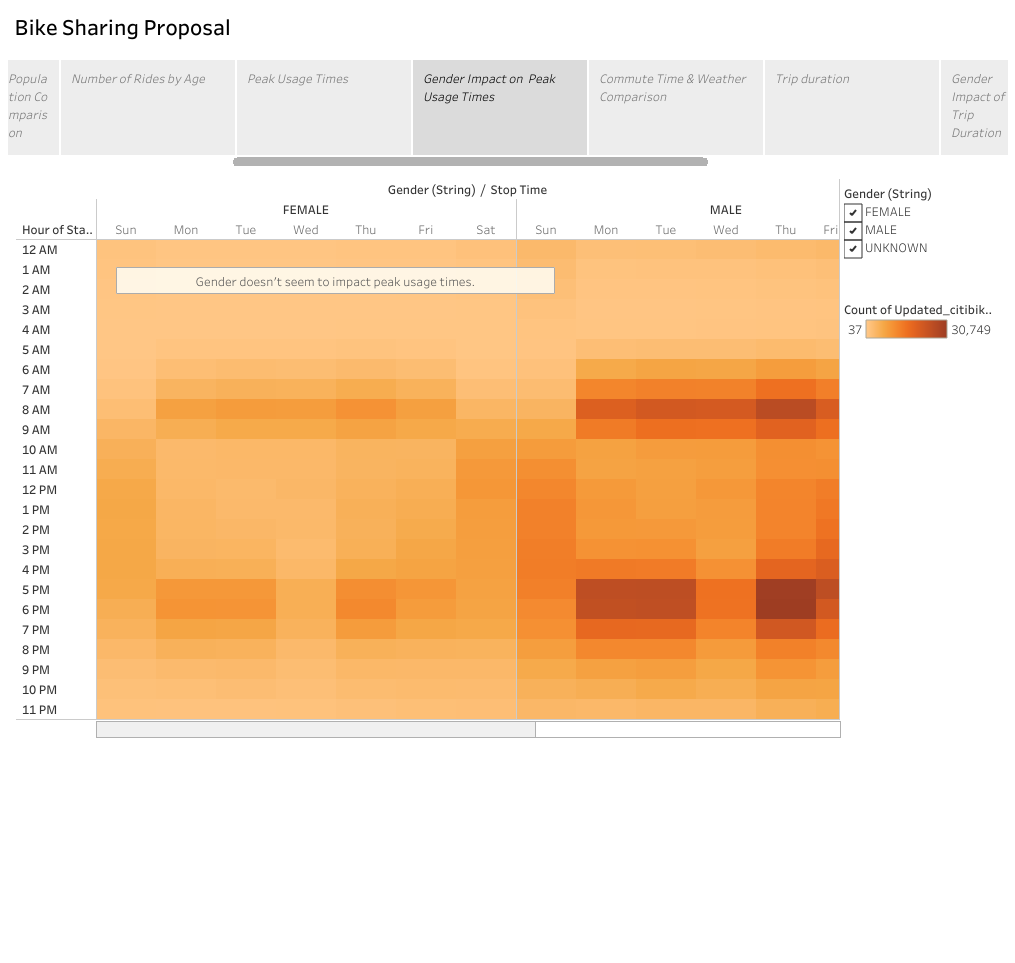 Bike Sharing Proposal
Popula
tion Co
mparis
on
Number of Rides by Age
Peak Usage Times
Gender Impact on Peak
Usage Times
Commute Time & Weather
Comparison
Trip duration
Gender
Impact of
Trip
Duration
Gender (String) / Stop Time
FEMALE
MALE
Hour of Sta..
Sun Mon Tue Wed Thu Fri Sat Sun Mon Tue Wed Thu Fri
12 AM
1 AM
2 AM
3 AM
4 AM
5 AM
6 AM
7 AM
8 AM
9 AM
10 AM
11 AM
12 PM
1 PM
2 PM
3 PM
4 PM
5 PM
6 PM
7 PM
8 PM
9 PM
10 PM
11 PM
Gender doesn't seem to impact peak usage times.
Gender (String)
FEMALE
MALE
UNKNOWN
Count of Updated_citibik..
37 30,749